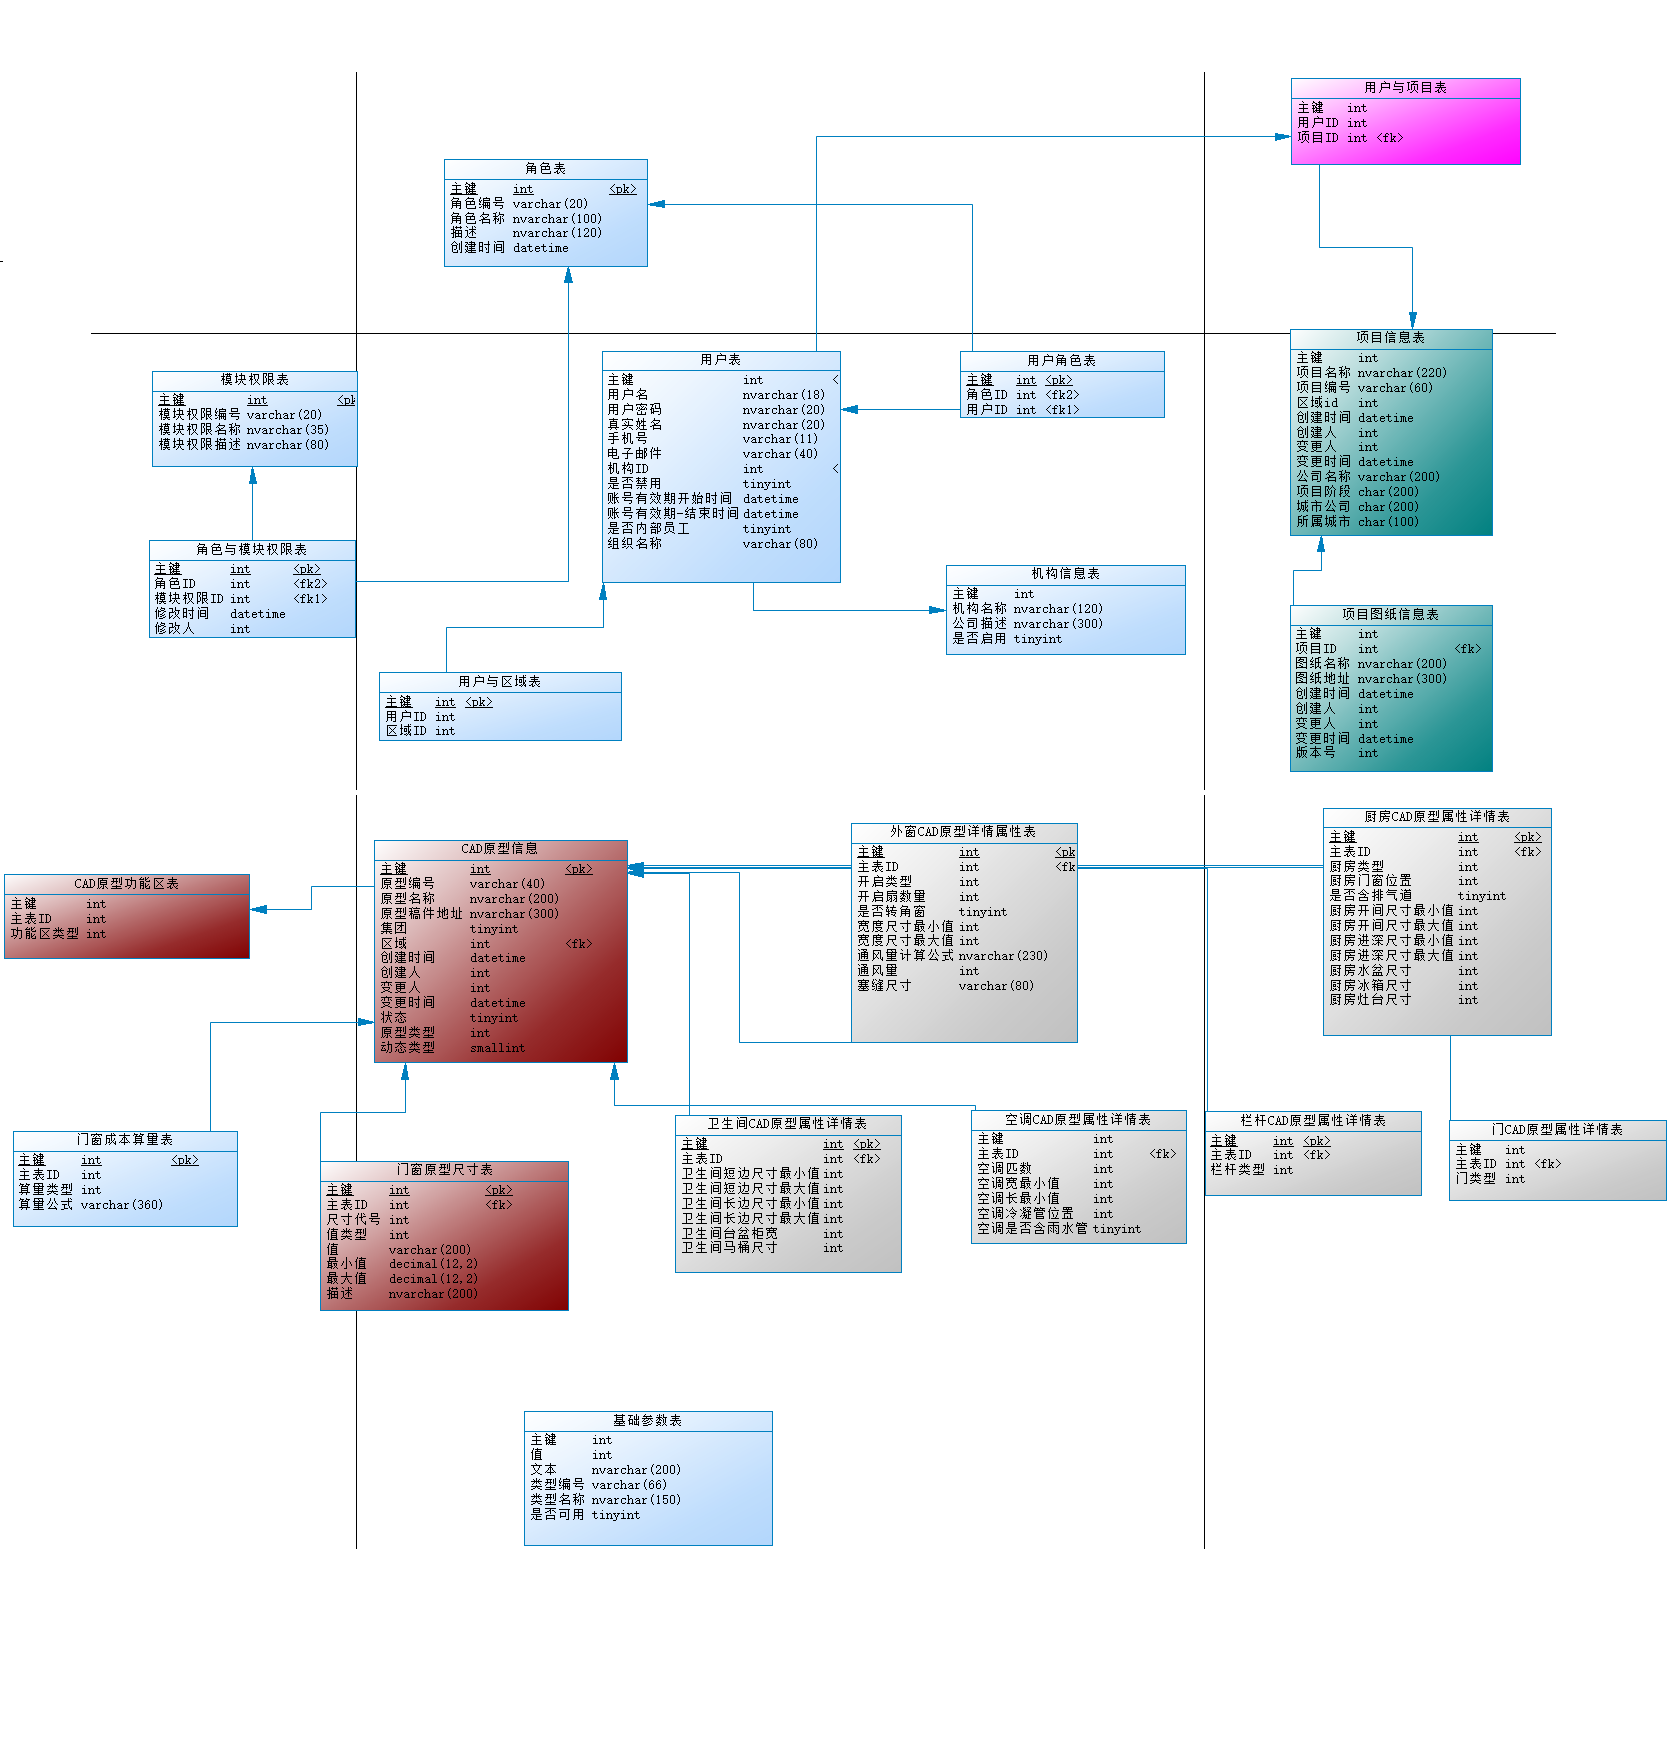 用户与项目表
主键 int
用户ID int
项目ID int <fk>
角色表
主键 int <pk>
角色编号 varchar(20)
角色名称 nvarchar(100)
描述 nvarchar(120)
创建时间 datetime
模块权限表
主键 int <pk
模块权限编号 varchar(20)
模块权限名称 nvarchar(35)
模块权限描述 nvarchar(80)
用户表
主键 int <
用户名 nvarchar(18)
用户密码 nvarchar(20)
真实姓名 nvarchar(20)
手机号 varchar(11)
电子邮件 varchar(40)
机构ID int <
是否禁用 tinyint
账号有效期开始时间 datetime
账号有效期-结束时间 datetime
是否内部员工 tinyint
组织名称 varchar(80)
用户角色表
主键 int <pk>
角色ID int <fk2>
用户ID int <fk1>
项目信息表
主键 int
项目名称 nvarchar(220)
项目编号 varchar(60)
区域id int
创建时间 datetime
创建人 int
变更人 int
变更时间 datetime
公司名称 varchar(200)
项目阶段 char(200)
城市公司 char(200)
所属城市 char(100)
角色与模块权限表
主键 int <pk>
角色ID int <fk2>
模块权限ID int <fk1>
修改时间 datetime
修改人 int
机构信息表
主键 int
机构名称 nvarchar(120)
公司描述 nvarchar(300)
是否启用 tinyint
项目图纸信息表
主键 int
项目ID int <fk>
图纸名称 nvarchar(200)
图纸地址 nvarchar(300)
创建时间 datetime
创建人 int
变更人 int
变更时间 datetime
版本号 int
用户与区域表
主键 int <pk>
用户ID int
区域ID int
CAD原型功能区表
主键 int
主表ID int
功能区类型 int
CAD原型信息
主键 int <pk>
原型编号 varchar(40)
原型名称 nvarchar(200)
原型稿件地址 nvarchar(300)
集团 tinyint
区域 int <fk>
创建时间 datetime
创建人 int
变更人 int
变更时间 datetime
状态 tinyint
原型类型 int
动态类型 smallint
外窗CAD原型详情属性表
主键 int <pk
主表ID int <fk
开启类型 int
开启扇数量 int
是否转角窗 tinyint
宽度尺寸最小值 int
宽度尺寸最大值 int
通风量计算公式 nvarchar(230)
通风量 int
塞缝尺寸 varchar(80)
厨房CAD原型属性详情表
主键 int <pk>
主表ID int <fk>
厨房类型 int
厨房门窗位置 int
是否含排气道 tinyint
厨房开间尺寸最小值 int
厨房开间尺寸最大值 int
厨房进深尺寸最小值 int
厨房进深尺寸最大值 int
厨房水盆尺寸 int
厨房冰箱尺寸 int
厨房灶台尺寸 int
门窗成本算量表
主键 int <pk>
主表ID int
算量类型 int
算量公式 varchar(360)
门窗原型尺寸表
主键 int <pk>
主表ID int <fk>
尺寸代号 int
值类型 int
值 varchar(200)
最小值 decimal(12,2)
最大值 decimal(12,2)
描述 nvarchar(200)
卫生间CAD原型属性详情表
主键 int <pk>
主表ID int <fk>
卫生间短边尺寸最小值 int
卫生间短边尺寸最大值 int
卫生间长边尺寸最小值 int
卫生间长边尺寸最大值 int
卫生间台盆柜宽 int
卫生间马桶尺寸 int
空调CAD原型属性详情表
主键 int
主表ID int <fk>
空调匹数 int
空调宽最小值 int
空调长最小值 int
空调冷凝管位置 int
空调是否含雨水管 tinyint
栏杆CAD原型属性详情表
主键 int <pk>
主表ID int <fk>
栏杆类型 int
门CAD原型属性详情表
主键 int
主表ID int <fk>
门类型 int
基础参数表
主键 int
值 int
文本 nvarchar(200)
类型编号 varchar(66)
类型名称 nvarchar(150)
是否可用 tinyint